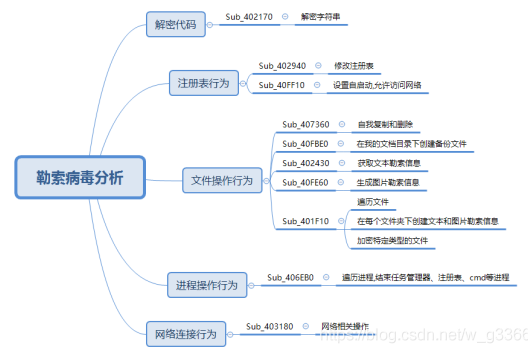 解密代码
Sub_402170
解密字符串
注册表行为
Sub_402940
修改注册表
Sub_40FF10
设置自启动,允许访问网络
勒索病毒分析
文件操作行为
Sub_407360
自我复制和删除
Sub_40FBE0
在我的文档目录下创建备份文件
Sub_402430
获取文本勒索信息
Sub_40FE60
生成图片勒索信息
Sub_401F10
遍历文件
在每个文件夹下创建文本和图片勒索信息
加密特定类型的文件
进程操作行为
Sub_406EB0
遍历进程,结束任务管理器、注册表、cmd等进程
网络连接行为
Sub_403180
网络相关操作
https://blog.csdn.net/w_g3366